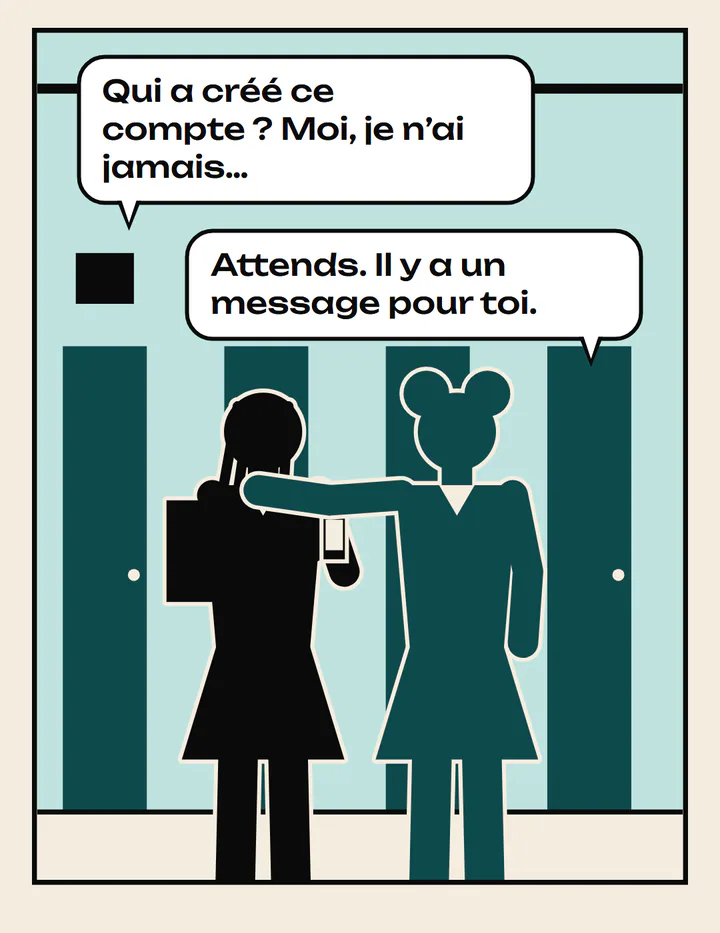 Qui a créé ce
compte ? Moi, je n’ai
jamais...
Attends. Il y a un
message pour toi.